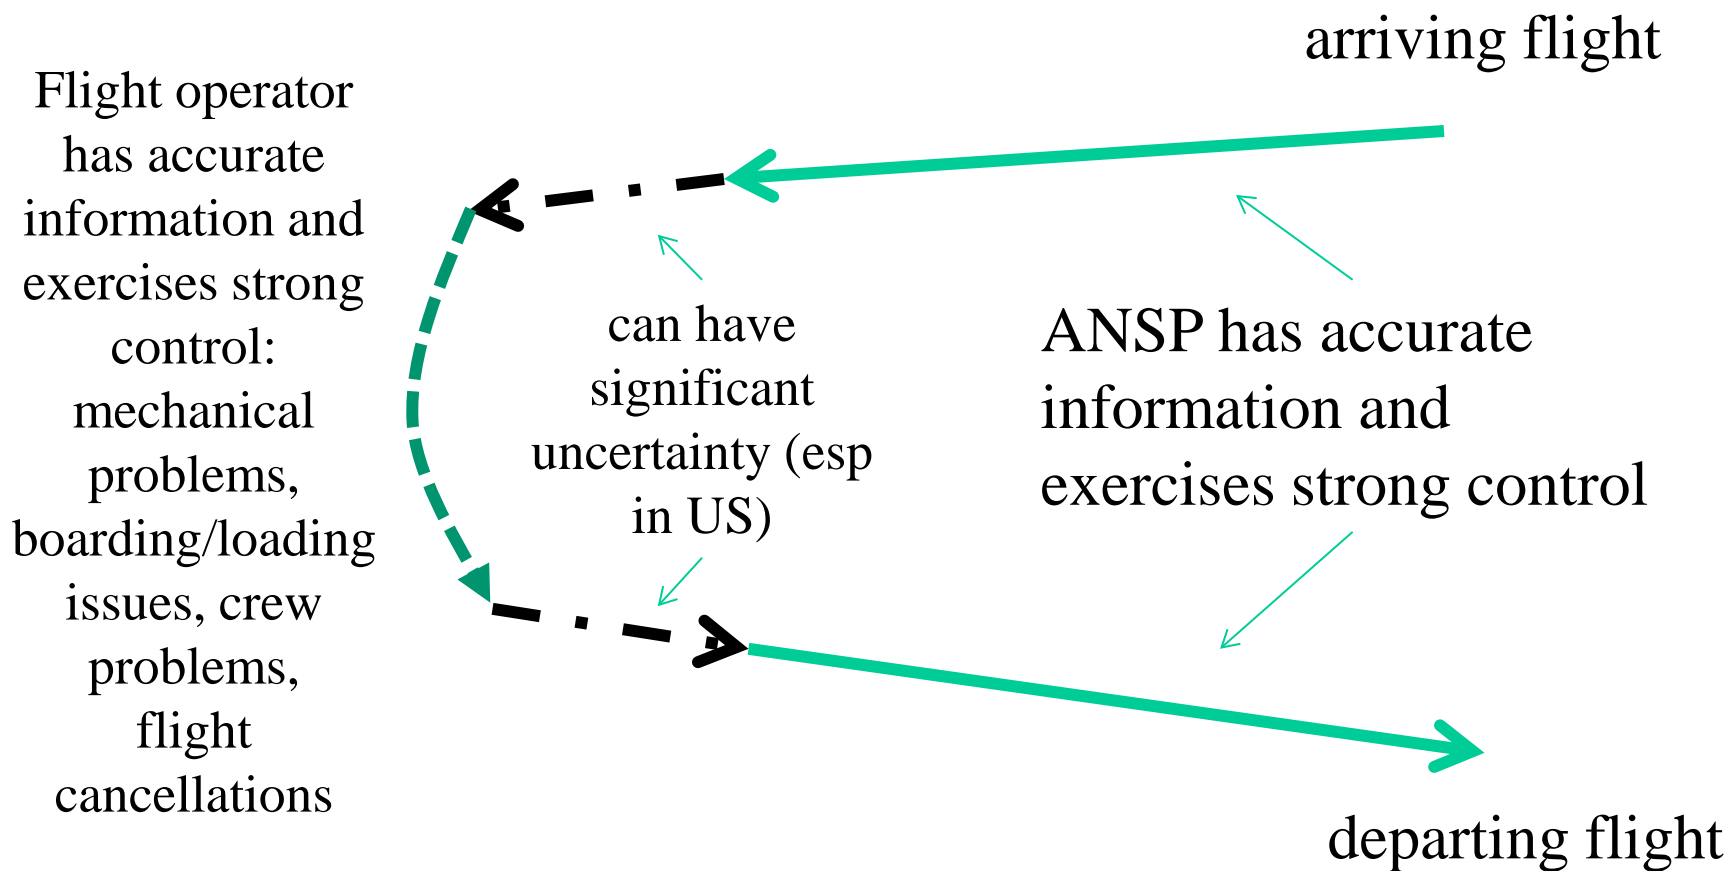 arriving flight
Flight operator
has accurate
information and
exercises strong
control:
mechanical
problems,
boarding/loading
issues, crew
problems,
flight
cancellations
can have
significant
uncertainty (esp
in US)
ANSP has accurate
information and
exercises strong control
departing flight